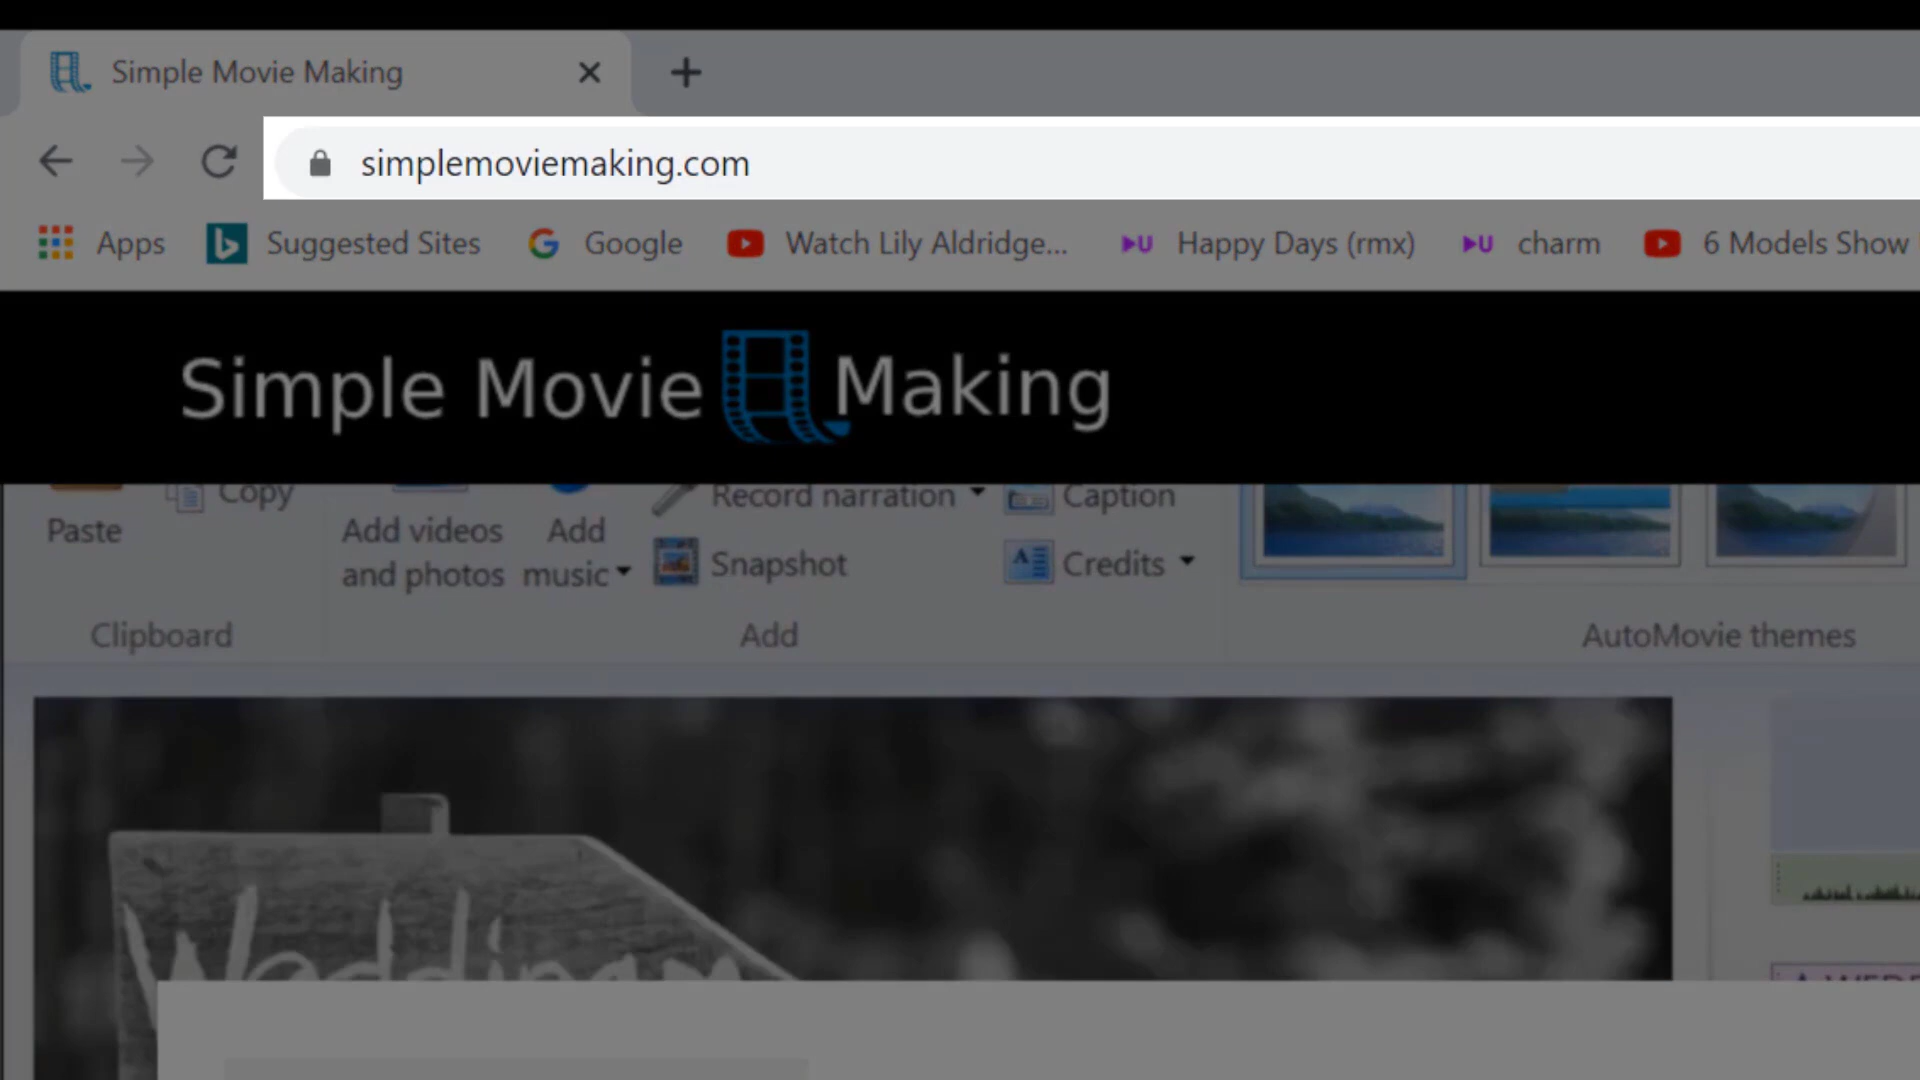 Simple Movie Making
simplemoviemaking.com
Apps Suggested Sites Google Watch Lily Aldridge... Happy Days (rmx) charm 6 Models Show
Simple Movie Making
Paste Copy Add videos and photos Add music Record narration Snapshot Caption Credits
Clipboard Add AutoMovie themes